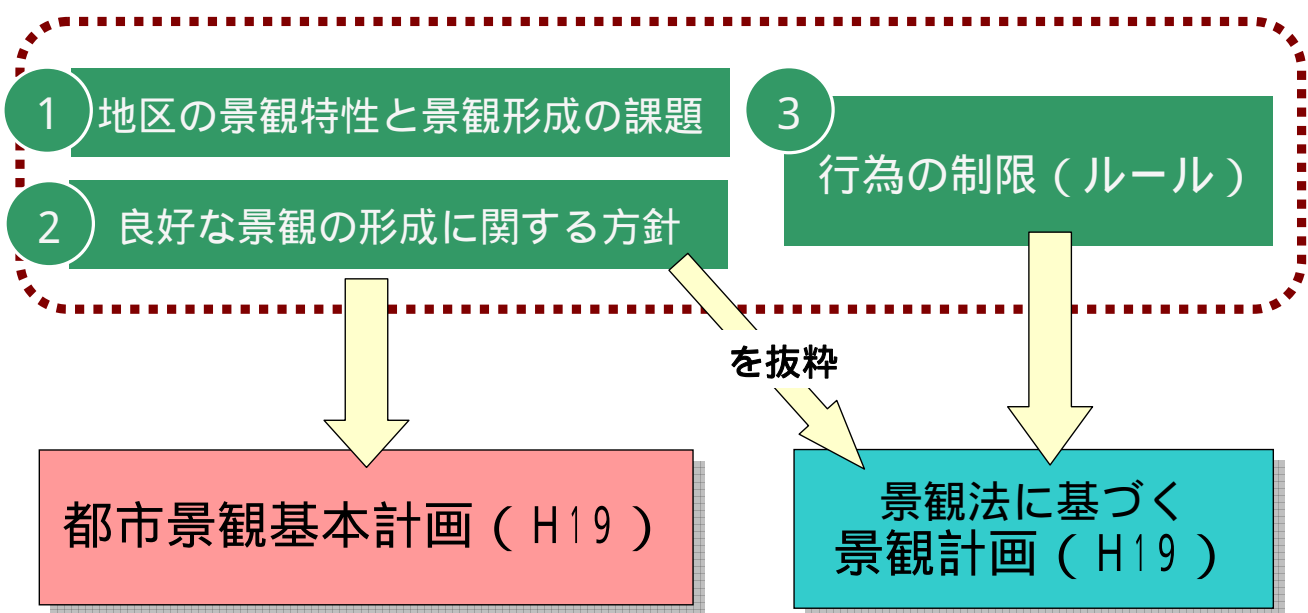 1 地区の景観特性と景観形成の課題
2 良好な景観の形成に関する方針
3
行為の制限（ルール）
を抜粋
都市景観基本計画（H19）
景観法に基づく
景観計画（H19）